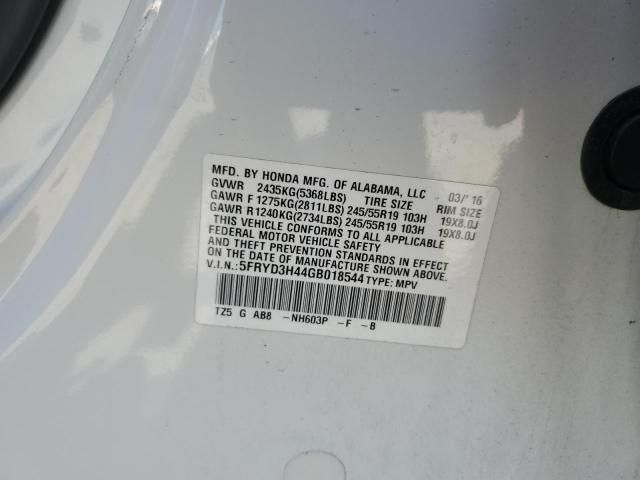 MFD. BY HONDA MFG. OF ALABAMA, LLC 03/'16
GVWR 2435KG(5368LBS) TIRE SIZE RIM SIZE
GAWR F 1275KG(2811LBS) 245/55R19 103H 19X8.0J
GAWR R 1240KG(2734LBS) 245/55R19 103H 19X8.0J
THIS VEHICLE CONFORMS TO ALL APPLICABLE
FEDERAL MOTOR VEHICLE SAFETY
AND THEFT PREVENTION STANDARDS IN EFFECT
ON THE DATE OF MANUFACTURE SHOWN ABOVE.
V.I.N.:5FRYD3H44GB018544 TYPE: MPV
TZ5 G AB8 -NH603P -F -B